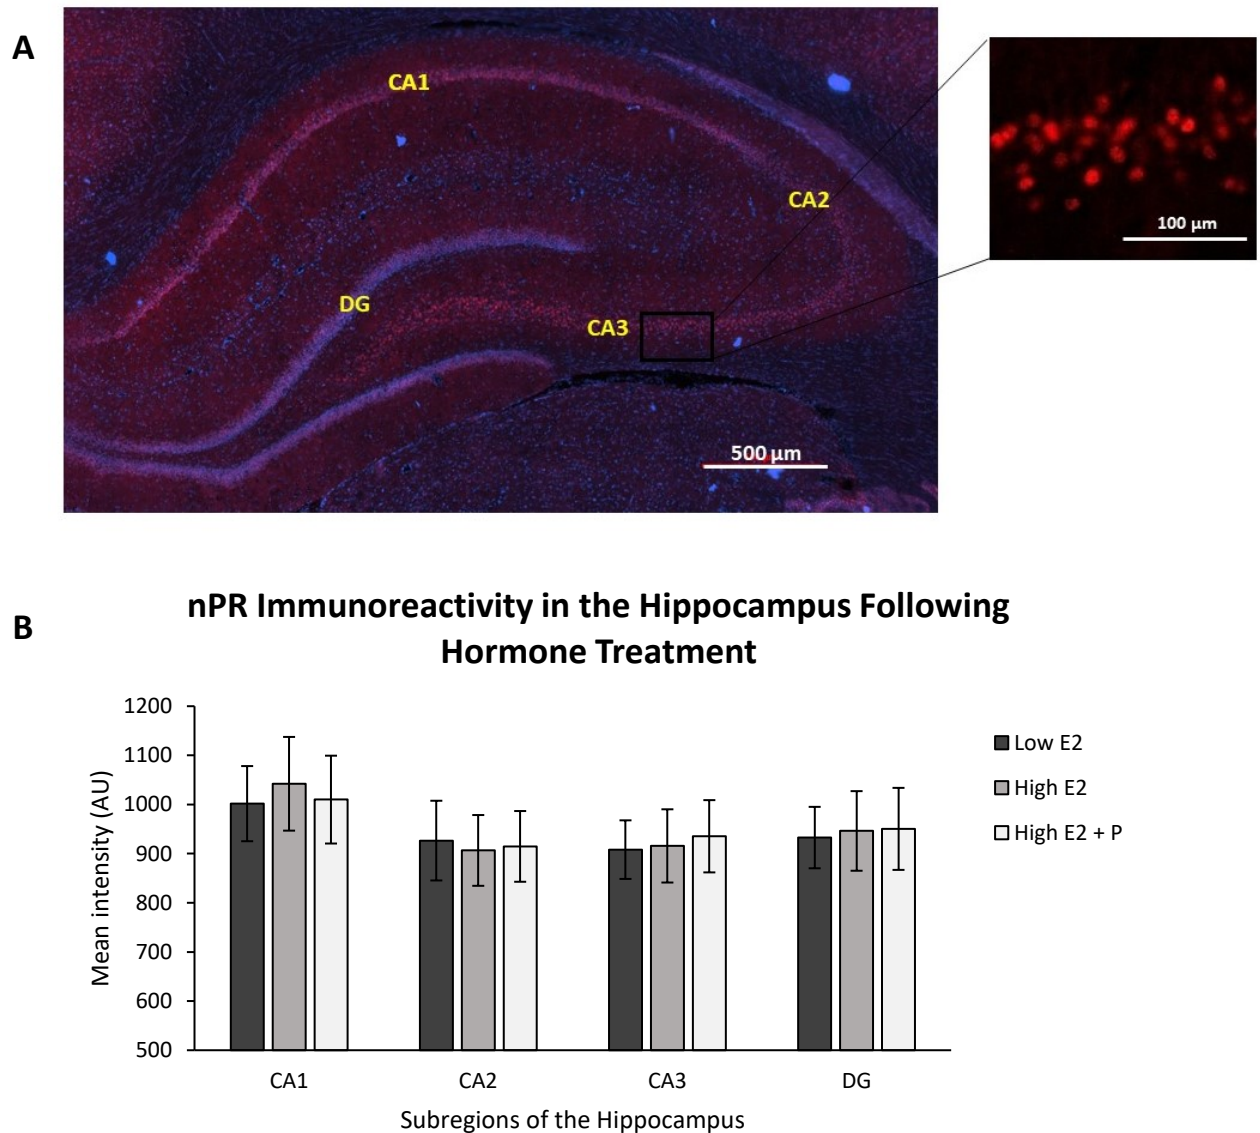 A
CA1
CA2
DG
CA3
500 µm
100 µm
B
nPR Immunoreactivity in the Hippocampus Following
Hormone Treatment
1200
1100
1000
900
800
700
600
500
Mean intensity (AU)
CA1 CA2 CA3 DG
Subregions of the Hippocampus
Low E2
High E2
High E2 + P